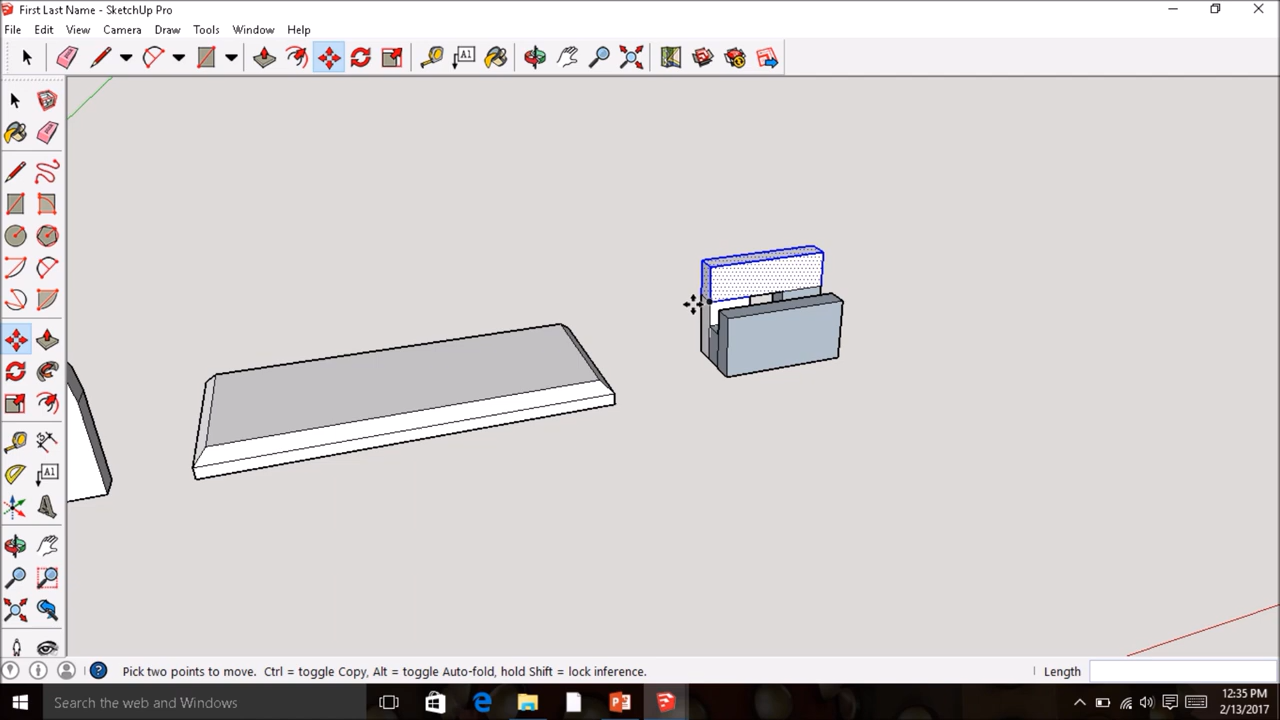 First Last Name - SketchUp Pro
File Edit View Camera Draw Tools Window Help
A1
A1
Pick two points to move. Ctrl = toggle Copy, Alt = toggle Auto-fold, hold Shift = lock inference.
Length
Search the web and Windows
12:35 PM
2/13/2017